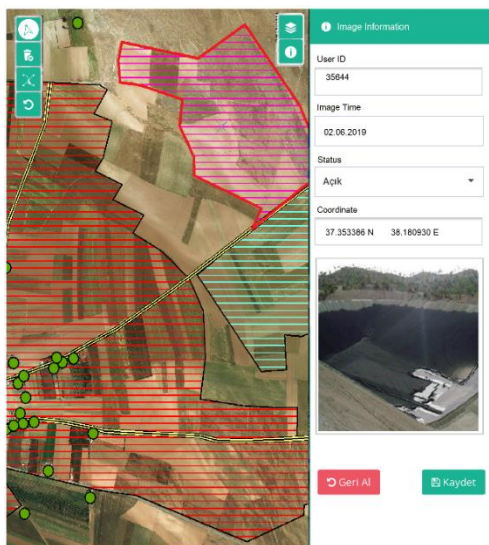 Image Information
User ID
35644
Image Time
02.06.2019
Status
Açık
Coordinate
37.353386 N 38.180930 E
Geri Al
Kaydet